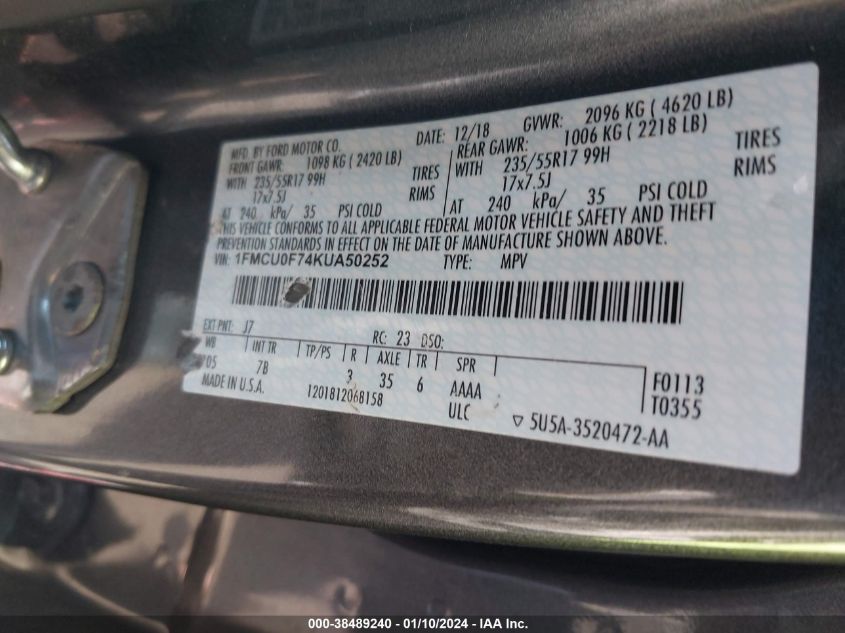 MFD. BY FORD MOTOR CO.
DATE: 12/18 GVWR: 2096 KG ( 4620 LB)
FRONT GAWR: 1098 KG ( 2420 LB) REAR GAWR: 1006 KG ( 2218 LB)
WITH 235/55R17 99H TIRES WITH 235/55R17 99H TIRES
17x7.5J RIMS 17x7.5J RIMS
AT 240 kPa/ 35 PSI COLD AT 240 kPa/ 35 PSI COLD
THIS VEHICLE CONFORMS TO ALL APPLICABLE FEDERAL MOTOR VEHICLE SAFETY AND THEFT
PREVENTION STANDARDS IN EFFECT ON THE DATE OF MANUFACTURE SHOWN ABOVE.
VIN: 1FMCU0F74KUA50252 TYPE: MPV
EXT PNT: J7 RC: 23 DSO:
WB INT TR TP/PS R AXLE TR SPR
705 7B 3 35 6 AAAA F0113
MADE IN U.S.A. 1201812068158 ULC T0355
▽ 5U5A-3520472-AA
000-38489240 - 01/10/2024 - IAA Inc.